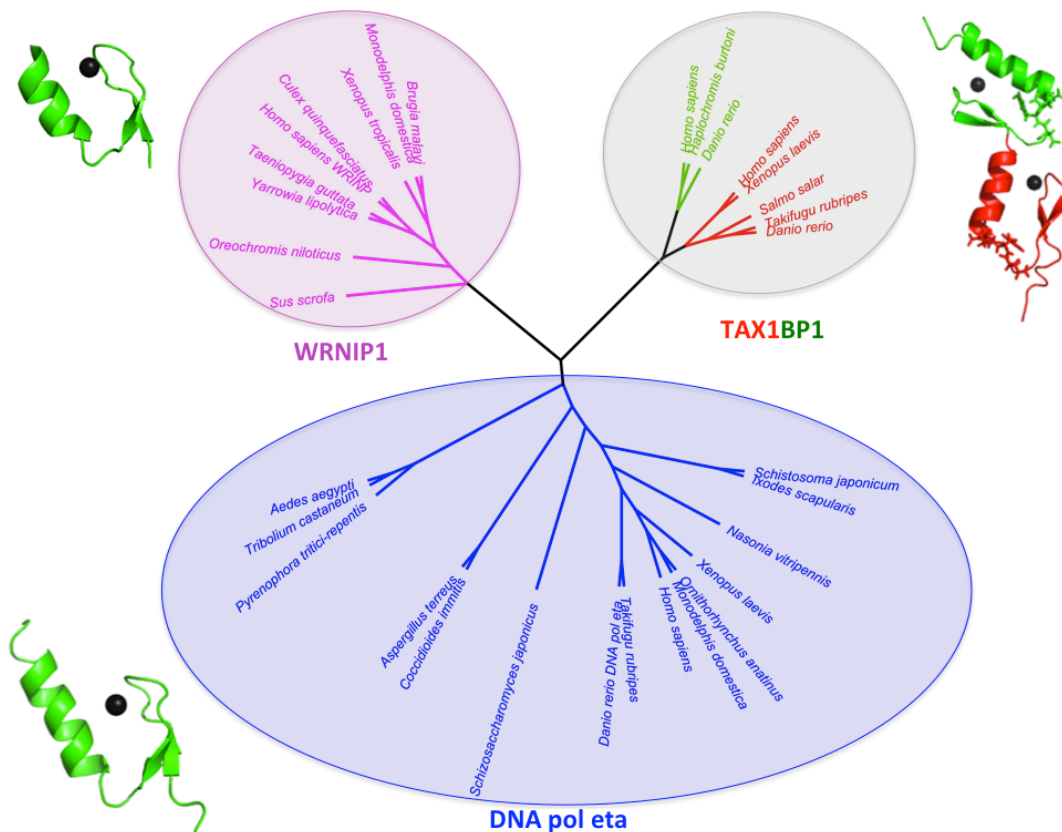 Monodelphis domestica
Brugia malayi
Xenopus tropicalis
Culex quinquefasciatus
Homo sapiens WRINP
Taeniopygia guttata
Yarrowia lipolytica
Oreochromis niloticus
Sus scrofa
WRNIP1
Homo sapiens
Haplochromis burtoni
Danio rerio
Homo sapiens
Xenopus laevis
Salmo salar
Takifugu rubripes
Danio rerio
TAX1BP1
Aedes aegypti
Tribolium castaneum
Pyrenophora tritici-repentis
Aspergillus terreus
Coccidioides immitis
Schizosaccharomyces japonicus
Danio rerio DNA pol eta
Takifugu rubripes
Homo sapiens
Monodelphis domestica
Ornithorhynchus anatinus
Xenopus laevis
Nasonia vitripennis
Schistosoma japonicum
Ixodes scapularis
DNA pol eta